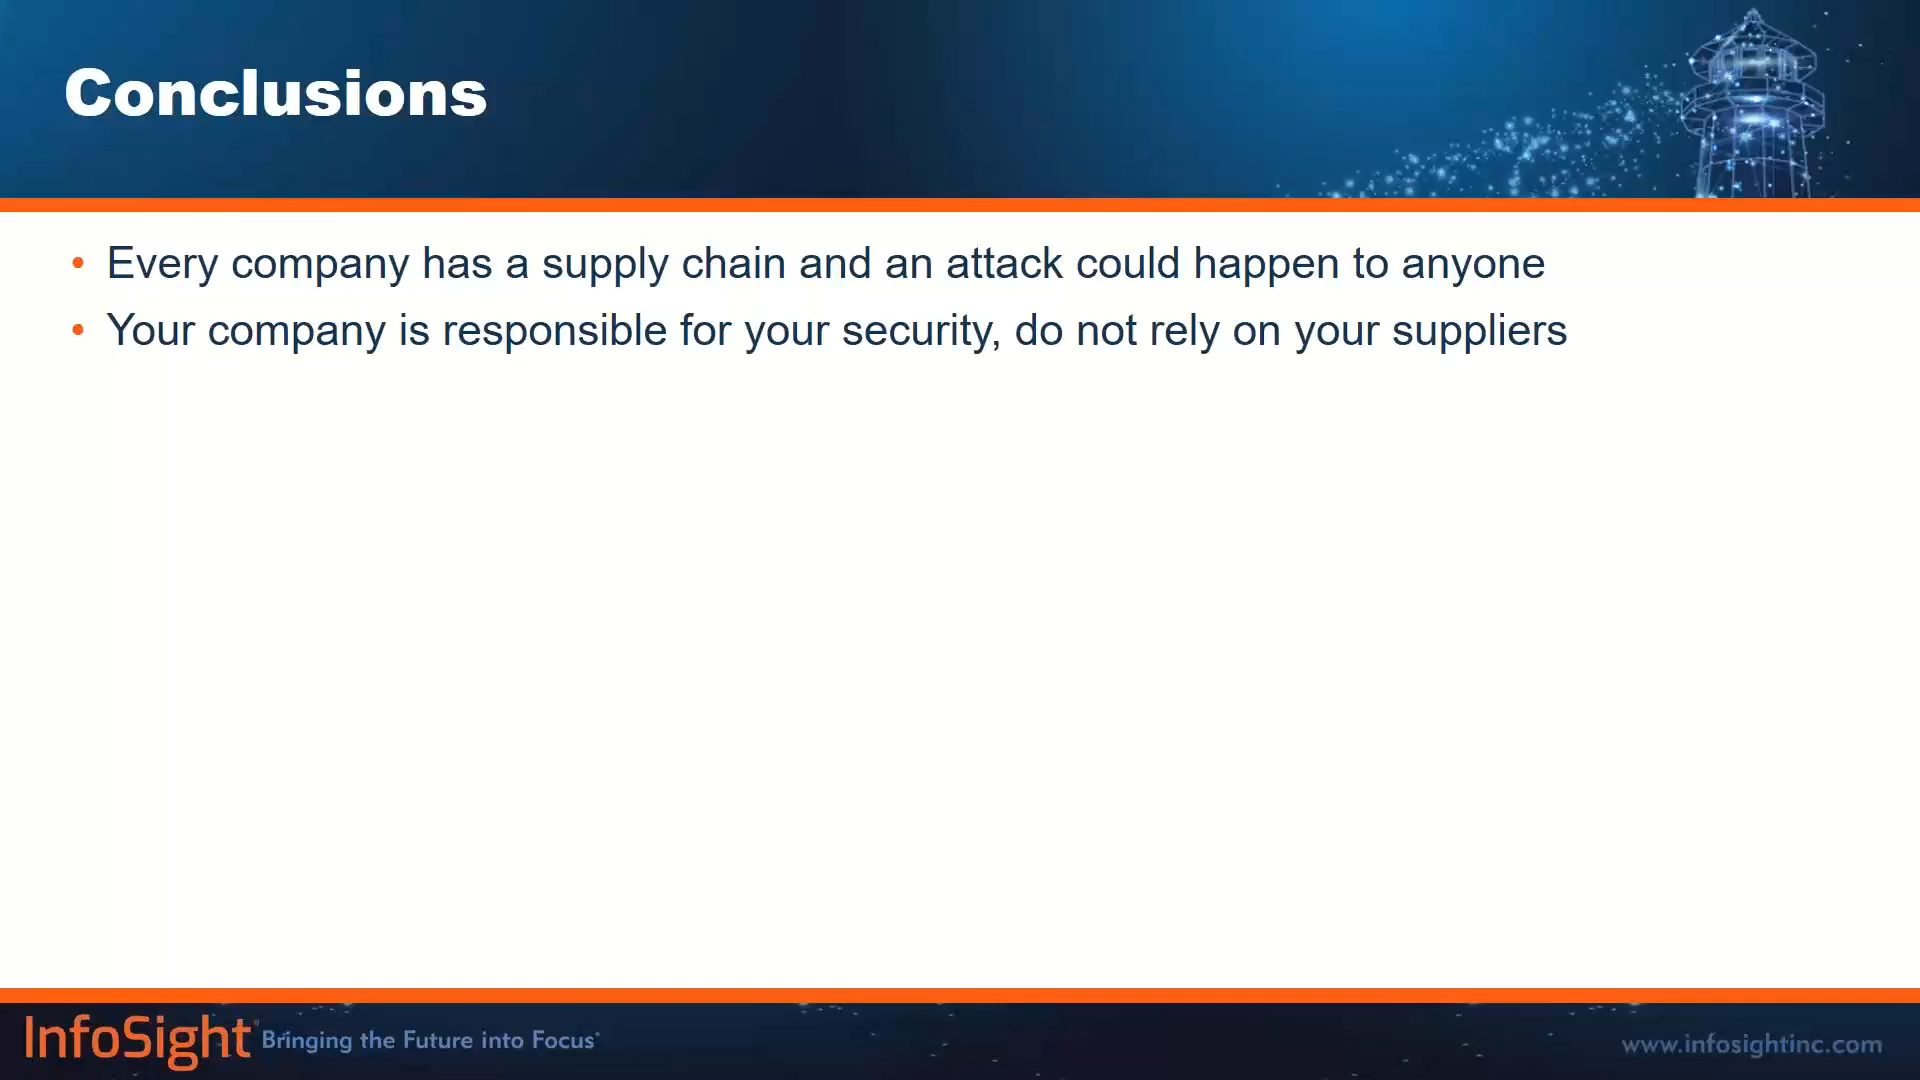 Conclusions
• Every company has a supply chain and an attack could happen to anyone
• Your company is responsible for your security, do not rely on your suppliers
InfoSight® Bringing the Future into Focus®
www.infosightinc.com